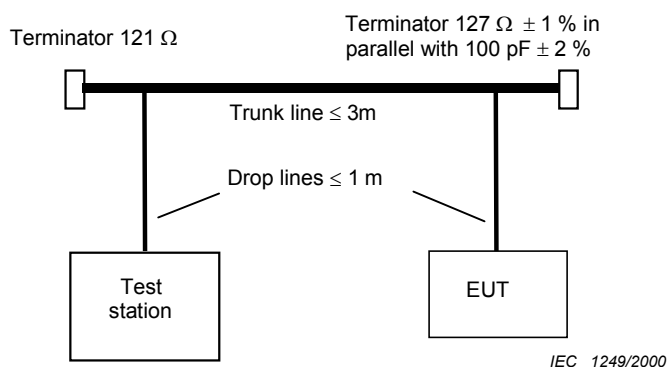 Terminator 121 Ω
Terminator 127 Ω ± 1 % in
parallel with 100 pF ± 2 %
Trunk line ≤ 3m
Drop lines ≤ 1 m
Test
station
EUT
IEC 1249/2000